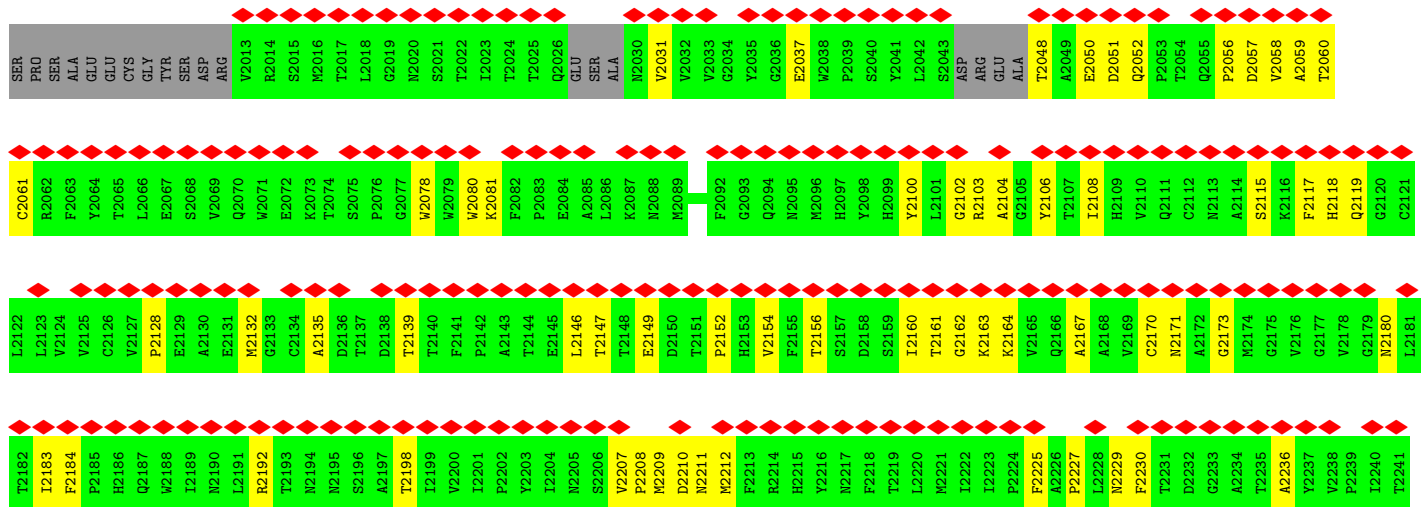 SER PRO SER ALA GLU GLU CYS GLY TYR SER ASP ARG V2013 R2014 S2015 M2016 T2017 L2018 G2019 N2020 S2021 T2022 I2023 T2024 T2025 Q2026 GLU SER ALA N2030 V2031 V2032 V2033 G2034 Y2035 G2036 E2037 W2038 P2039 S2040 Y2041 L2042 S2043 ASP ARG GLU ALA T2048 A2049 E2050 D2051 Q2052 P2053 T2054 Q2055 P2056 D2057 V2058 A2059 T2060
C2061 R2062 F2063 Y2064 T2065 L2066 E2067 S2068 V2069 Q2070 W2071 E2072 K2073 T2074 S2075 P2076 G2077 W2078 W2079 W2080 K2081 F2082 P2083 E2084 A2085 L2086 K2087 N2088 M2089 F2092 G2093 Q2094 N2095 M2096 H2097 Y2098 H2099 Y2100 L2101 G2102 R2103 A2104 G2105 Y2106 T2107 I2108 H2109 V2110 Q2111 C2112 N2113 A2114 S2115 K2116 F2117 H2118 Q2119 G2120 C2121
L2122 L2123 V2124 V2125 C2126 V2127 P2128 E2129 A2130 E2131 M2132 G2133 C2134 A2135 D2136 T2137 D2138 T2139 T2140 F2141 P2142 A2143 T2144 E2145 L2146 T2147 T2148 E2149 D2150 T2151 P2152 H2153 V2154 F2155 T2156 S2157 D2158 S2159 I2160 T2161 G2162 K2163 K2164 V2165 Q2166 A2167 A2168 V2169 C2170 N2171 A2172 G2173 M2174 G2175 V2176 G2177 V2178 G2179 N2180 L2181
T2182 I2183 F2184 P2185 H2186 Q2187 W2188 I2189 N2190 L2191 R2192 T2193 N2194 N2195 S2196 A2197 T2198 I2199 V2200 I2201 P2202 Y2203 I2204 N2205 S2206 V2207 P2208 M2209 D2210 N2211 M2212 F2213 R2214 H2215 Y2216 N2217 F2218 T2219 L2220 M2221 I2222 I2223 P2224 F2225 A2226 P2227 L2228 N2229 F2230 T2231 D2232 G2233 A2234 T2235 A2236 Y2237 V2238 P2239 I2240 T2241